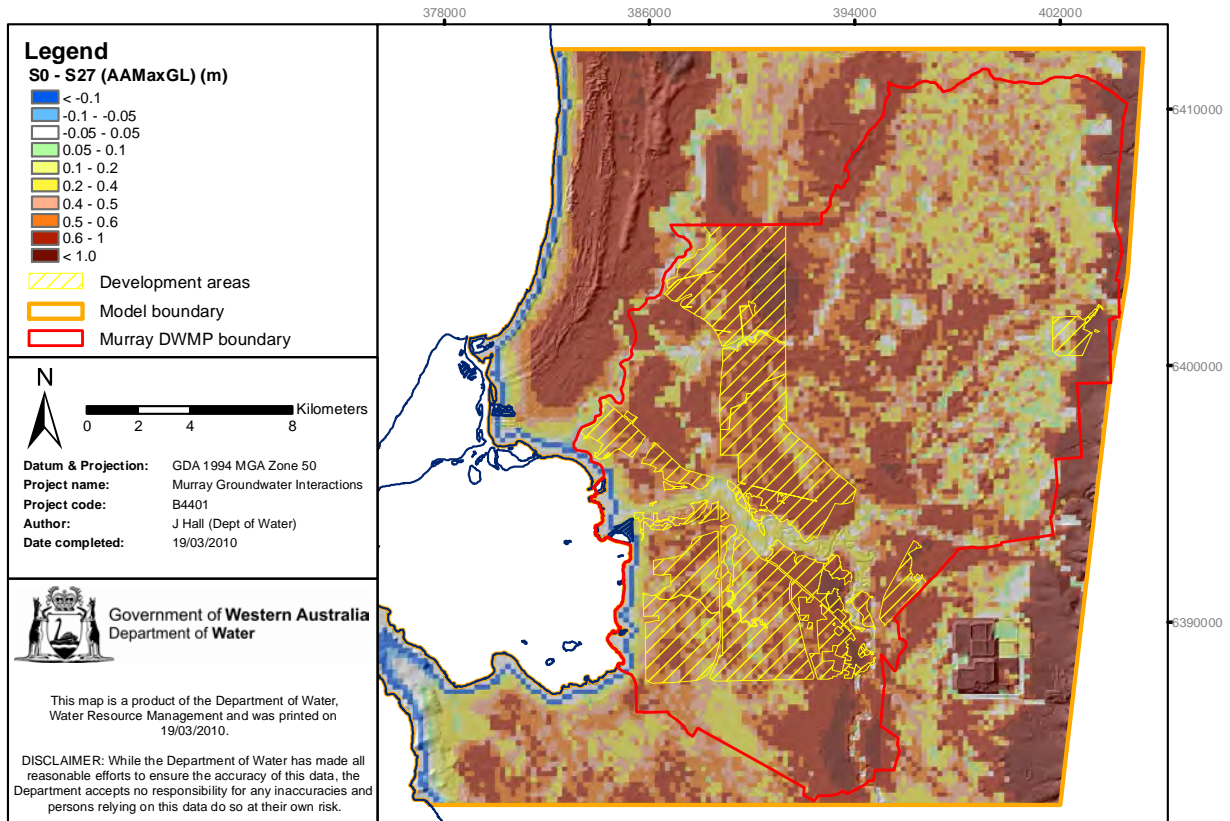 378000
386000
394000
402000
Legend
S0 - S27 (AAMaxGL) (m)
< -0.1
-0.1 - -0.05
-0.05 - 0.05
0.05 - 0.1
0.1 - 0.2
0.2 - 0.4
0.4 - 0.5
0.5 - 0.6
0.6 - 1
< 1.0
Development areas
Model boundary
Murray DWMP boundary
N
Kilometers
0 2 4 8
Datum & Projection: GDA 1994 MGA Zone 50
Project name: Murray Groundwater Interactions
Project code: B4401
Author: J Hall (Dept of Water)
Date completed: 19/03/2010
Government of Western Australia
Department of Water
This map is a product of the Department of Water,
Water Resource Management and was printed on
19/03/2010.
DISCLAIMER: While the Department of Water has made all
reasonable efforts to ensure the accuracy of this data, the
Department accepts no responsibility for any inaccuracies and
persons relying on this data do so at their own risk.
6410000
6400000
6390000